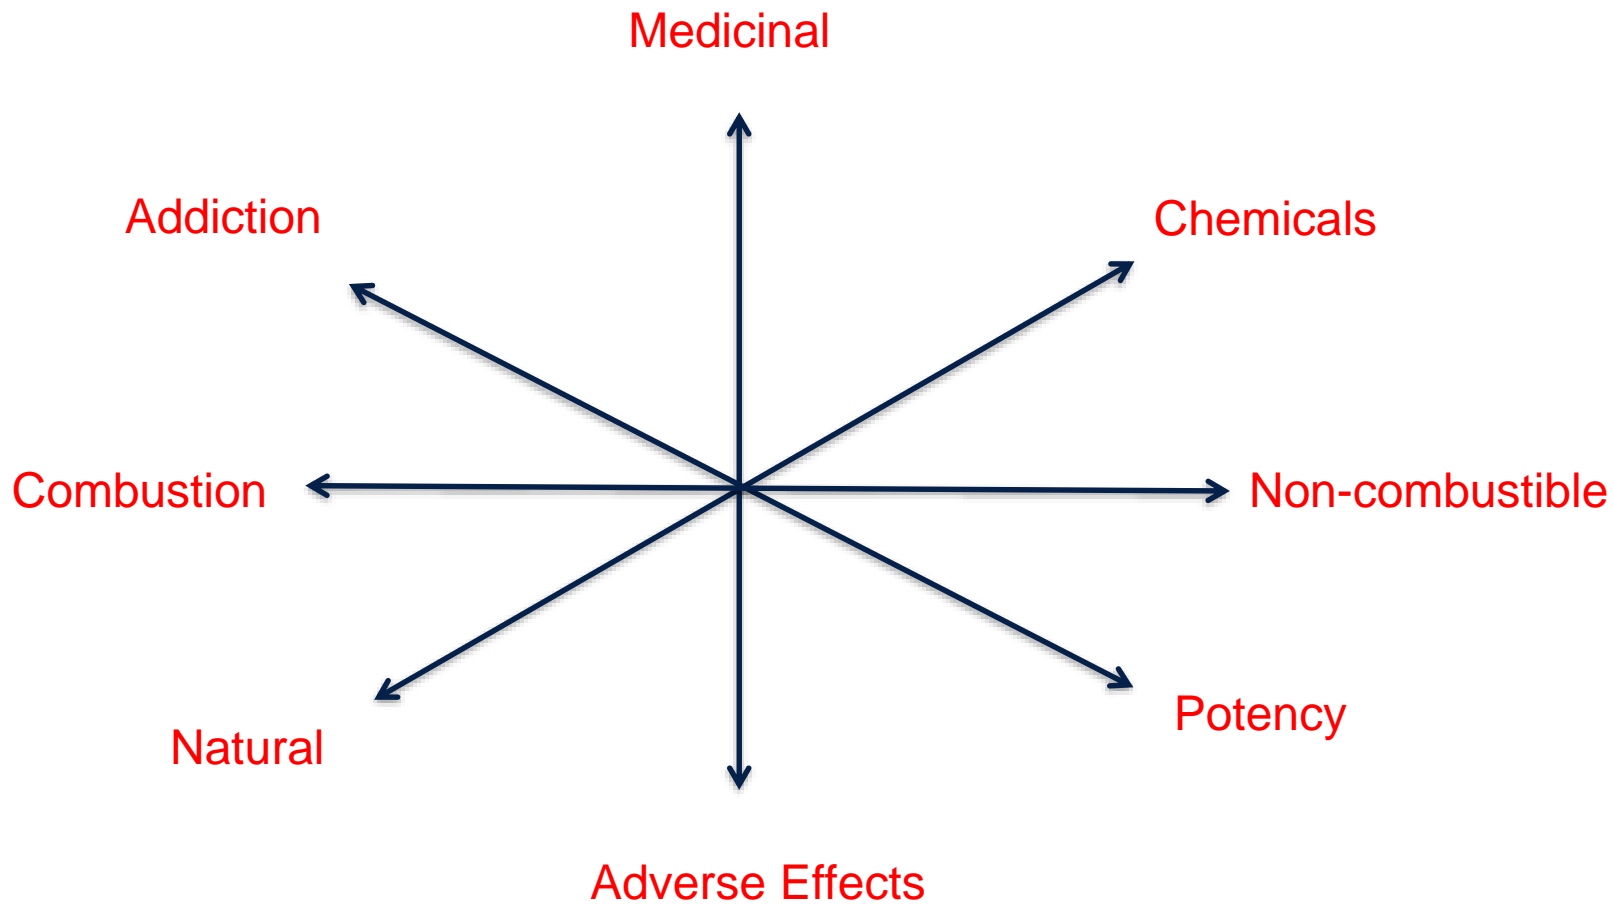 Medicinal
Addiction
Chemicals
Combustion
Non-combustible
Natural
Potency
Adverse Effects